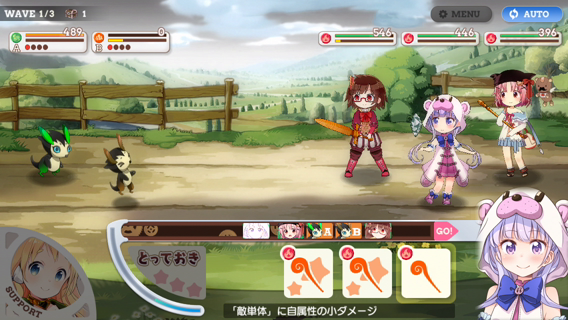 WAVE 1/3 1
MENU
AUTO
489
0
546
446
396
A
B
A B GO!
とっておき
SUPPORT
「敵単体」に自属性の小ダメージ